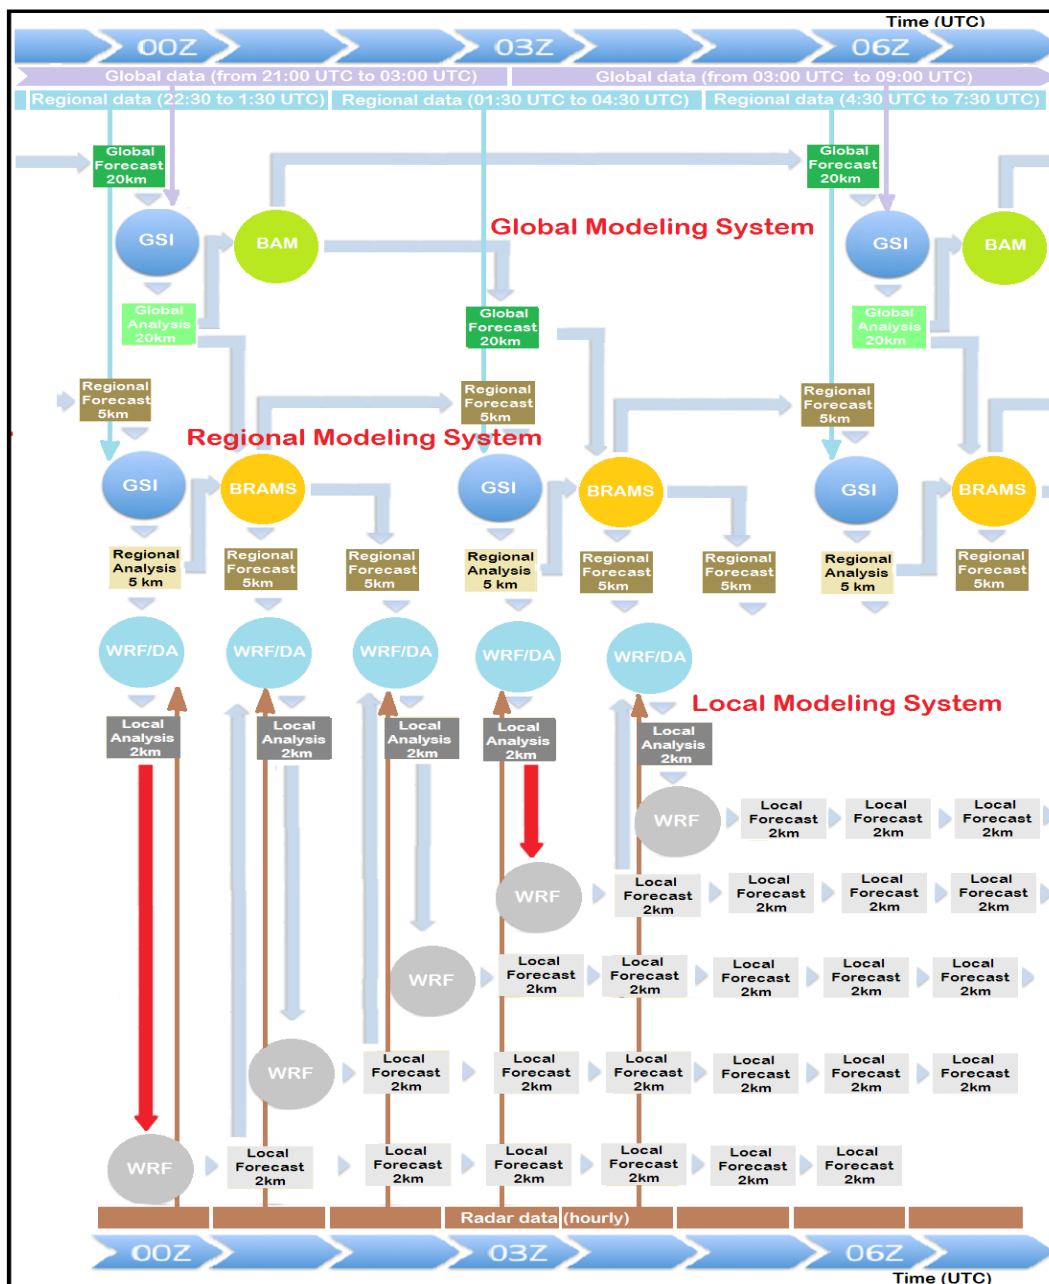 Time (UTC)
00Z 03Z 06Z
Global data (from 21:00 UTC to 03:00 UTC) Global data (from 03:00 UTC to 09:00 UTC)
Regional data (22:30 to 1:30 UTC) Regional data (01:30 UTC to 04:30 UTC) Regional data (4:30 UTC to 7:30 UTC)
Global Global
Forecast Forecast
20km 20km
GSI BAM Global Modeling System GSI BAM
Global Global Global
Analysis Forecast Analysis
20km 20km 20km
Regional Regional Regional
Forecast Forecast Forecast
5km 5km 5km
Regional Modeling System
GSI BRAMS GSI BRAMS GSI BRAMS
Regional Regional Regional Regional Regional Regional Regional Regional
Analysis Forecast Forecast Analysis Forecast Forecast Analysis Forecast
5 km 5km 5km 5 km 5km 5km 5 km 5km
WRF/DA WRF/DA WRF/DA WRF/DA WRF/DA
Local Modeling System
Local Local Local Local Local
Analysis Analysis Analysis Analysis Analysis
2km 2km 2km 2km 2km
WRF
Local Local Local
Forecast Forecast Forecast
2km 2km 2km
WRF
Local Local Local Local
Forecast Forecast Forecast Forecast
2km 2km 2km 2km
WRF
Local Local Local Local Local
Forecast Forecast Forecast Forecast Forecast
2km 2km 2km 2km 2km
WRF
Local Local Local Local Local Local
Forecast Forecast Forecast Forecast Forecast Forecast
2km 2km 2km 2km 2km 2km
WRF
Local Local Local Local Local Local
Forecast Forecast Forecast Forecast Forecast Forecast
2km 2km 2km 2km 2km 2km
Radar data (hourly)
00Z 03Z 06Z
Time (UTC)